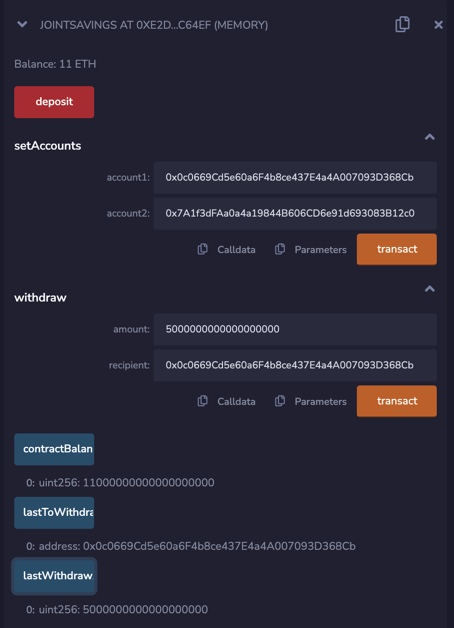 JOINTSAVINGS AT 0XE2D...C64EF (MEMORY)
Balance: 11 ETH
deposit
setAccounts
account1: 0x0c0669Cd5e60a6F4b8ce437E4a4A007093D368Cb
account2: 0x7A1f3dFAa0a4a19844B606CD6e91d693083B12c0
Calldata Parameters transact
withdraw
amount: 5000000000000000000
recipient: 0x0c0669Cd5e60a6F4b8ce437E4a4A007093D368Cb
Calldata Parameters transact
contractBalan
0: uint256: 11000000000000000000
lastToWithdra
0: address: 0x0c0669Cd5e60a6F4b8ce437E4a4A007093D368Cb
lastWithdraw
0: uint256: 5000000000000000000